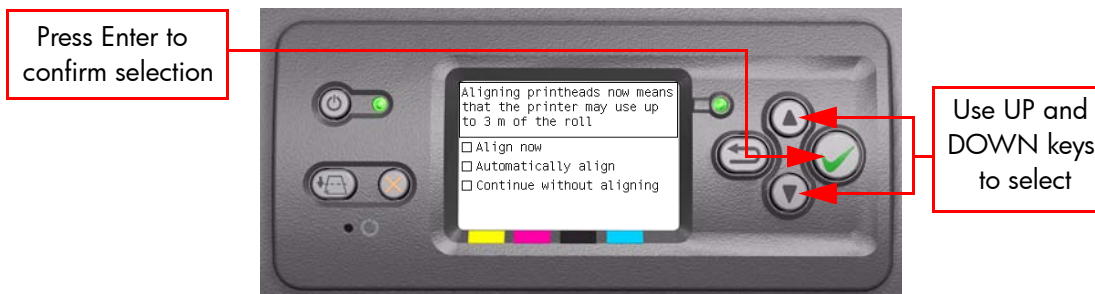 Press Enter to
confirm selection
Aligning printheads now means
that the printer may use up
to 3 m of the roll
Align now
Automatically align
Continue without aligning
Use UP and
DOWN keys
to select